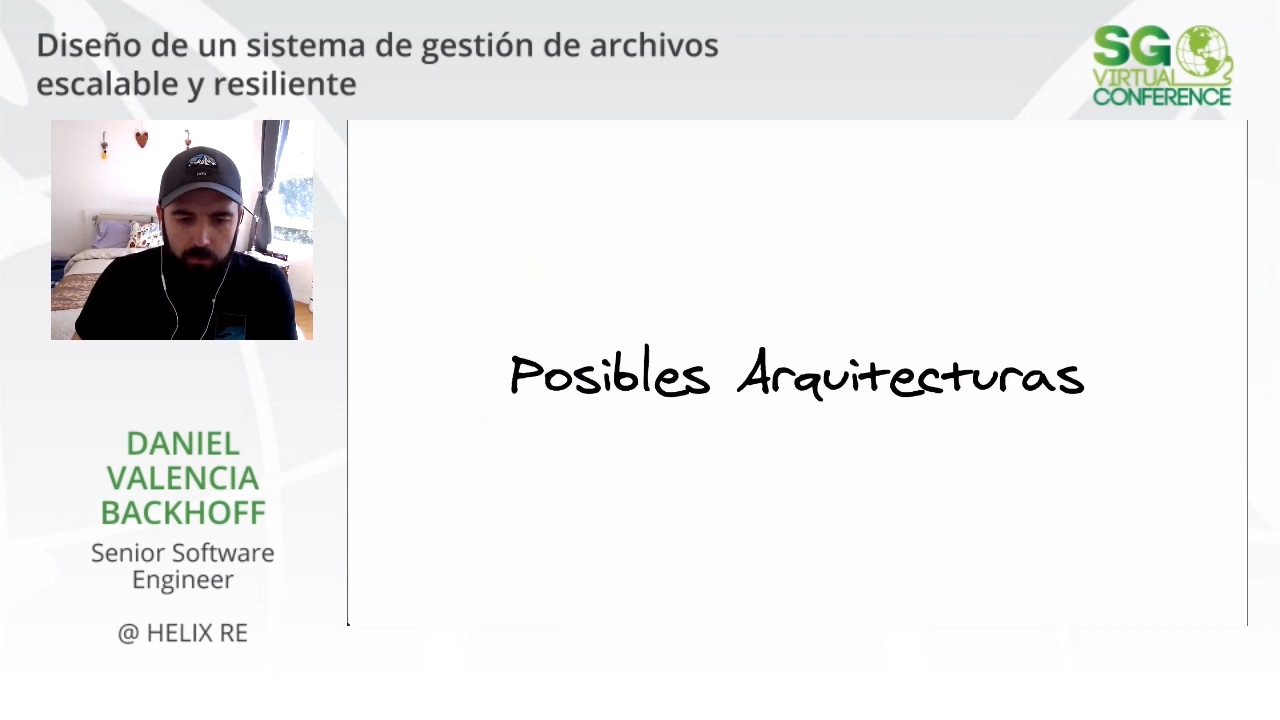 Diseño de un sistema de gestión de archivos
escalable y resiliente
SG
VIRTUAL
CONFERENCE
Posibles Arquitecturas
DANIEL
VALENCIA
BACKHOFF
Senior Software
Engineer
@ HELIX RE